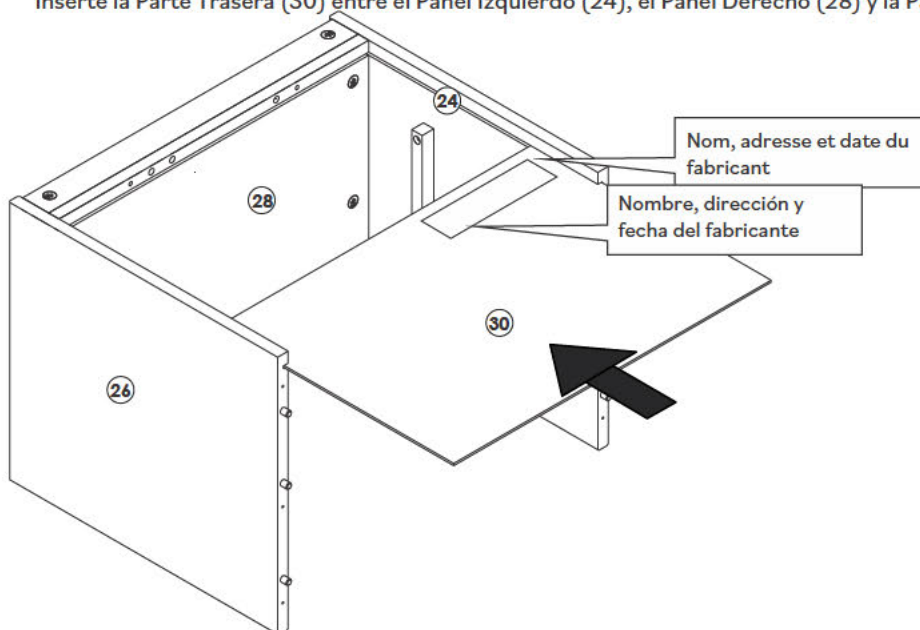 Inserte la Parte Trasera (30) entre el Panel Izquierdo (24), el Panel Derecho (28) y la
24
Nom, adresse et date du
fabricant
28
Nombre, dirección y
fecha del fabricante
30
26